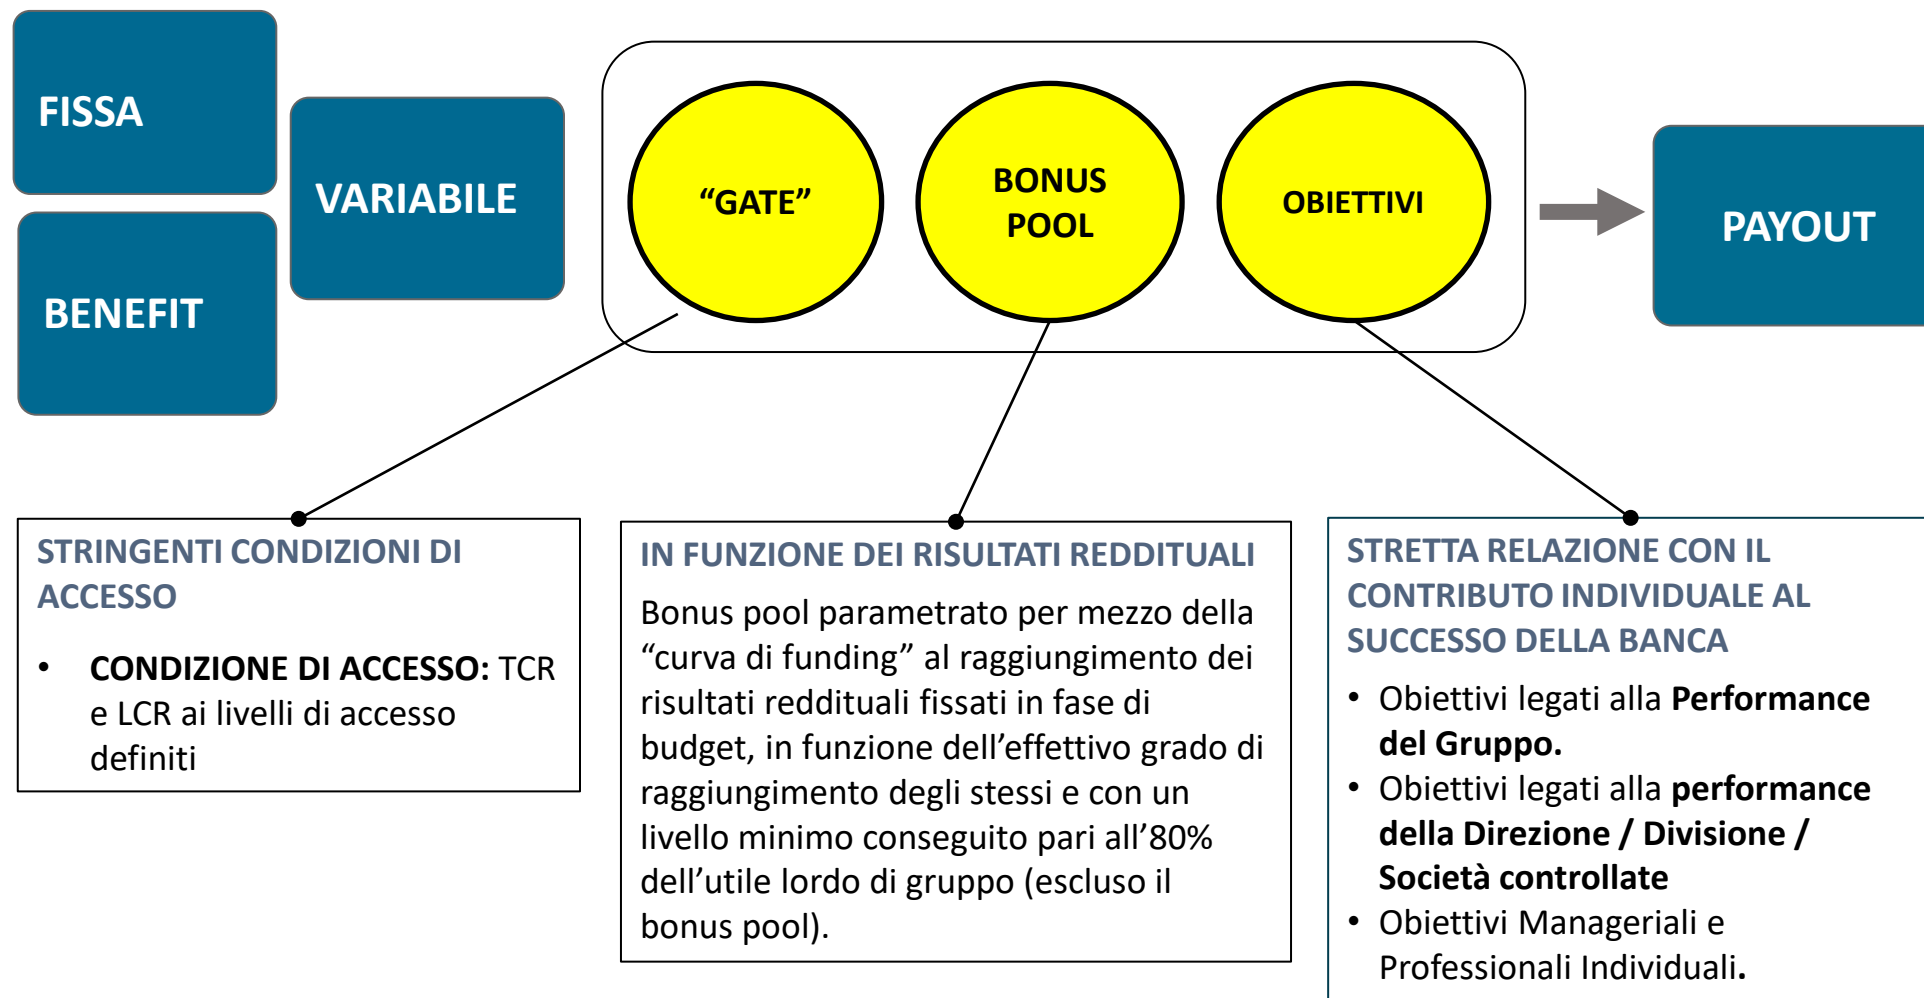 FISSA
BENEFIT
VARIABILE
“GATE”
BONUS
POOL
OBIETTIVI
PAYOUT
STRINGENTI CONDIZIONI DI
ACCESSO
• CONDIZIONE DI ACCESSO: TCR
e LCR ai livelli di accesso
definiti
IN FUNZIONE DEI RISULTATI REDDITUALI
Bonus pool parametrato per mezzo della
“curva di funding” al raggiungimento dei
risultati reddituali fissati in fase di
budget, in funzione dell’effettivo grado di
raggiungimento degli stessi e con un
livello minimo conseguito pari all’80%
dell’utile lordo di gruppo (escluso il
bonus pool).
STRETTA RELAZIONE CON IL
CONTRIBUTO INDIVIDUALE AL
SUCCESSO DELLA BANCA
• Obiettivi legati alla Performance
del Gruppo.
• Obiettivi legati alla performance
della Direzione / Divisione /
Società controllate
• Obiettivi Manageriali e
Professionali Individuali.